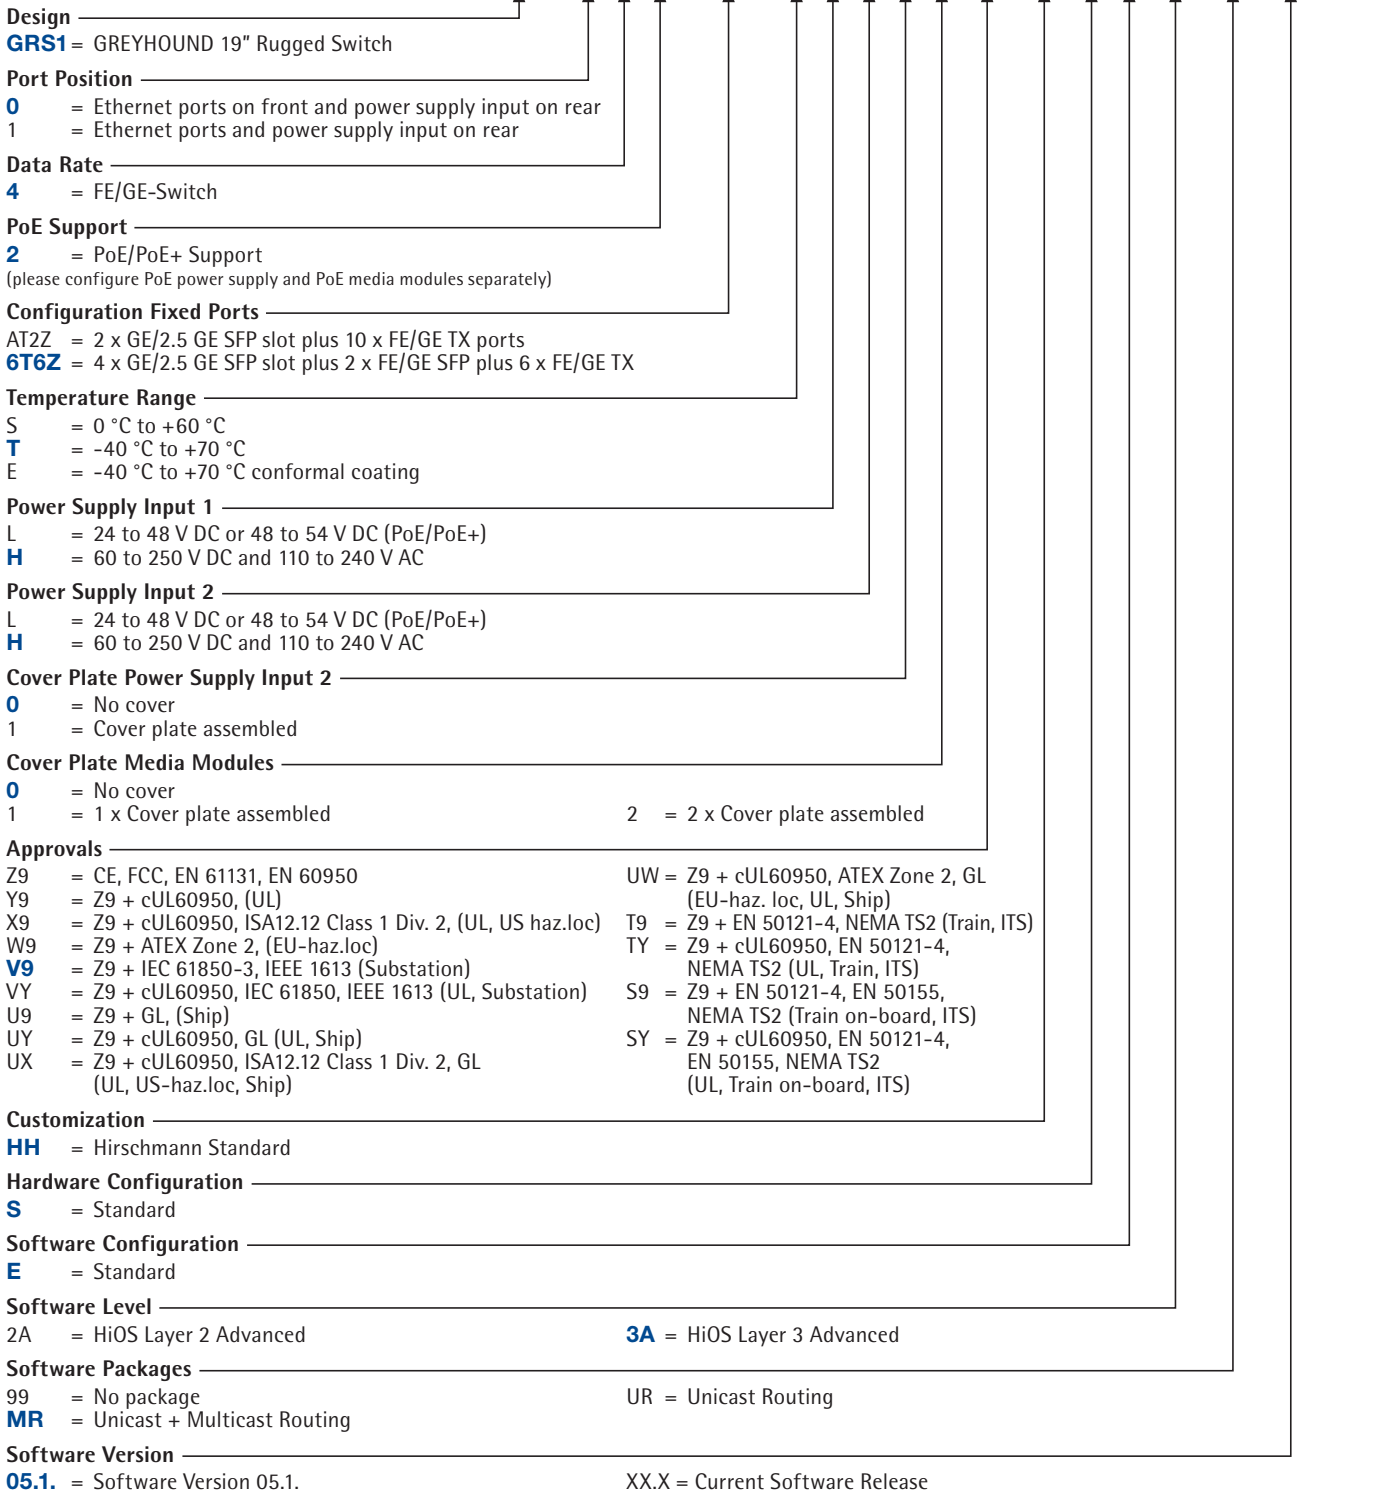 Design
GRS1 = GREYHOUND 19" Rugged Switch
Port Position
0 = Ethernet ports on front and power supply input on rear
1 = Ethernet ports and power supply input on rear
Data Rate
4 = FE/GE-Switch
PoE Support
2 = PoE/PoE+ Support
(please configure PoE power supply and PoE media modules separately)
Configuration Fixed Ports
AT2Z = 2 x GE/2.5 GE SFP slot plus 10 x FE/GE TX ports
6T6Z = 4 x GE/2.5 GE SFP slot plus 2 x FE/GE SFP plus 6 x FE/GE TX
Temperature Range
S = 0 °C to +60 °C
T = -40 °C to +70 °C
E = -40 °C to +70 °C conformal coating
Power Supply Input 1
L = 24 to 48 V DC or 48 to 54 V DC (PoE/PoE+)
H = 60 to 250 V DC and 110 to 240 V AC
Power Supply Input 2
L = 24 to 48 V DC or 48 to 54 V DC (PoE/PoE+)
H = 60 to 250 V DC and 110 to 240 V AC
Cover Plate Power Supply Input 2
0 = No cover
1 = Cover plate assembled
Cover Plate Media Modules
0 = No cover
1 = 1 x Cover plate assembled
2 = 2 x Cover plate assembled
Approvals
Z9 = CE, FCC, EN 61131, EN 60950
Y9 = Z9 + cUL60950, (UL)
X9 = Z9 + cUL60950, ISA12.12 Class 1 Div. 2, (UL, US haz.loc)
W9 = Z9 + ATEX Zone 2, (EU-haz.loc)
V9 = Z9 + IEC 61850-3, IEEE 1613 (Substation)
VY = Z9 + cUL60950, IEC 61850, IEEE 1613 (UL, Substation)
U9 = Z9 + GL, (Ship)
UY = Z9 + cUL60950, GL (UL, Ship)
UX = Z9 + cUL60950, ISA12.12 Class 1 Div. 2, GL
(UL, US-haz.loc, Ship)
UW = Z9 + cUL60950, ATEX Zone 2, GL
(EU-haz. loc, UL, Ship)
T9 = Z9 + EN 50121-4, NEMA TS2 (Train, ITS)
TY = Z9 + cUL60950, EN 50121-4,
NEMA TS2 (UL, Train, ITS)
S9 = Z9 + EN 50121-4, EN 50155,
NEMA TS2 (Train on-board, ITS)
SY = Z9 + cUL60950, EN 50121-4,
EN 50155, NEMA TS2
(UL, Train on-board, ITS)
Customization
HH = Hirschmann Standard
Hardware Configuration
S = Standard
Software Configuration
E = Standard
Software Level
2A = HiOS Layer 2 Advanced
3A = HiOS Layer 3 Advanced
Software Packages
99 = No package
UR = Unicast Routing
MR = Unicast + Multicast Routing
Software Version
05.1. = Software Version 05.1.
XX.X = Current Software Release